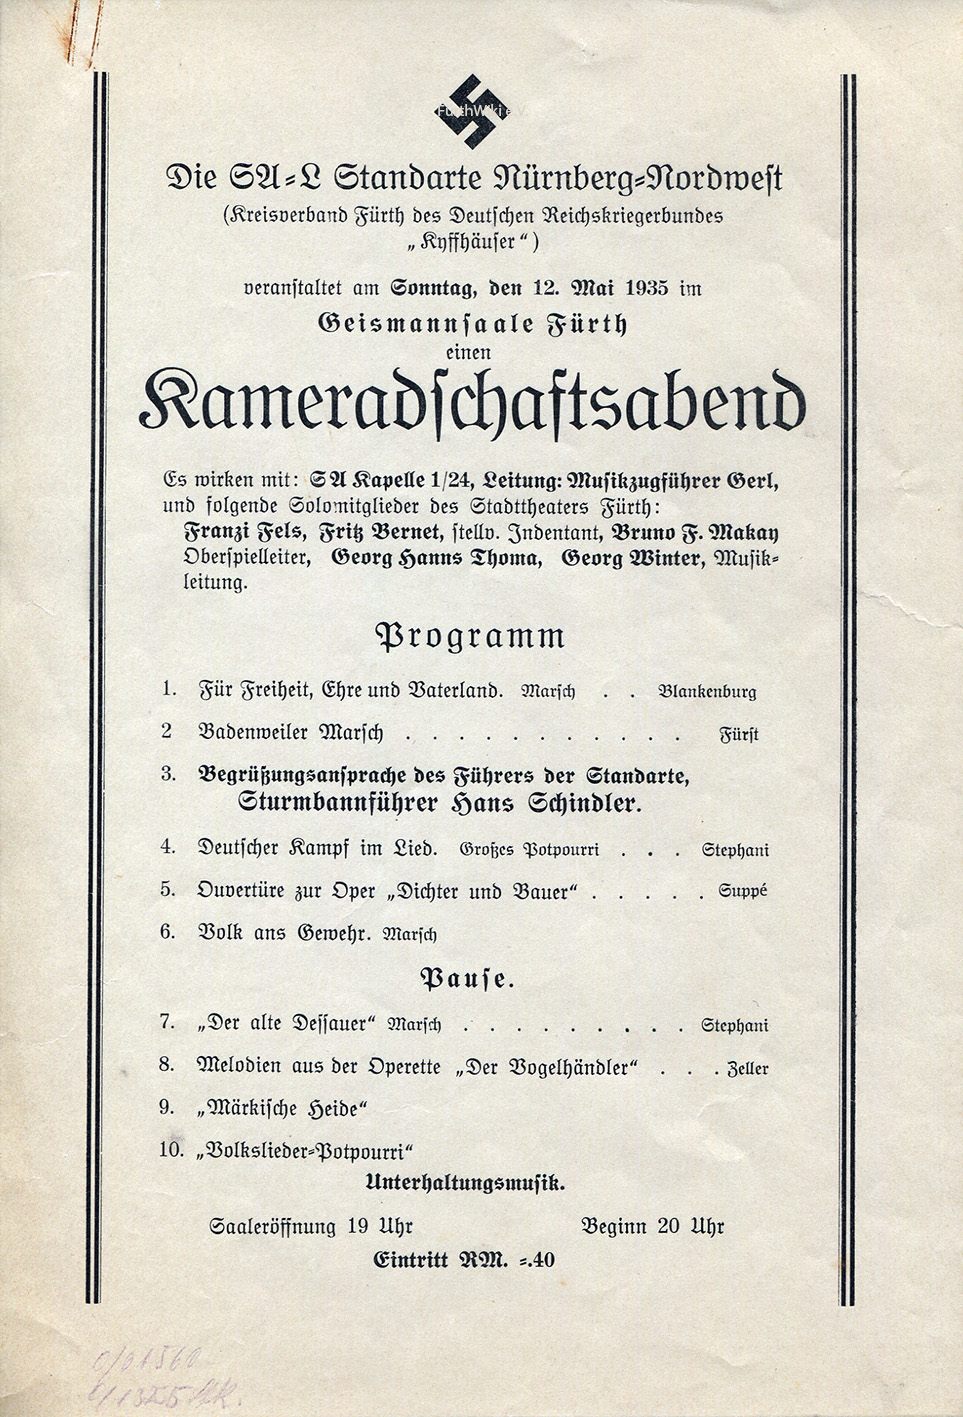 FürthWiki e.V.
Die SA-L Standarte Nürnberg-Nordwest
(Kreisverband Fürth des Deutschen Reichskriegerbundes
„Kyffhäuser“)
veranstaltet am Sonntag, den 12. Mai 1935 im
Geismannsaale Fürth
einen
Kameradschaftsabend
Es wirken mit: SA Kapelle 1/24, Leitung: Musikzugführer Gerl,
und folgende Solomitglieder des Stadttheaters Fürth:
Franzi Fels, Fritz Bernet, stellv. Indentant, Bruno F. Makay
Oberspielleiter, Georg Hanns Thoma, Georg Winter, Musik-
leitung.
Programm
1. Für Freiheit, Ehre und Vaterland. Marsch . . Blankenburg
2 Badenweiler Marsch . . . . . . . . . . . Fürst
3. Begrüßungsansprache des Führers der Standarte,
Sturmbannführer Hans Schindler.
4. Deutscher Kampf im Lied. Großes Potpourri . . . Stephani
5. Ouvertüre zur Oper „Dichter und Bauer“ . . . . . Suppé
6. Volk ans Gewehr. Marsch
Pause.
7. „Der alte Dessauer“ Marsch . . . . . . . . . Stephani
8. Melodien aus der Operette „Der Vogelhändler“ . . . Zeller
9. „Märkische Heide“
10. „Volkslieder-Potpourri“
Unterhaltungsmusik.
Saaleröffnung 19 Uhr Beginn 20 Uhr
Eintritt RM. -.40